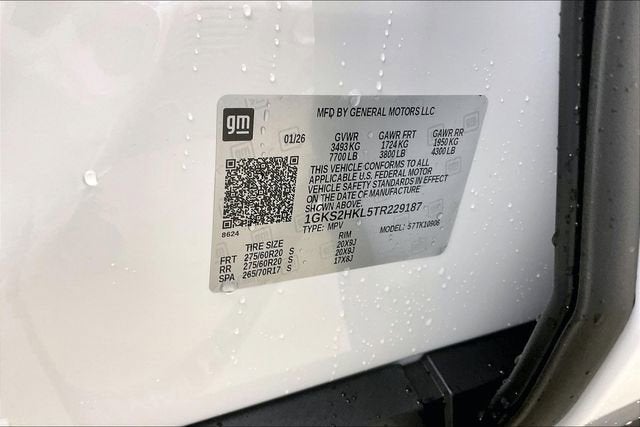 gm
MFD BY GENERAL MOTORS LLC
01/26
GVWR GAWR FRT GAWR RR
3493 KG 1724 KG 1950 KG
7700 LB 3800 LB 4300 LB
THIS VEHICLE CONFORMS TO ALL
APPLICABLE U.S. FEDERAL MOTOR
VEHICLE SAFETY STANDARDS IN EFFECT
ON THE DATE OF MANUFACTURE
SHOWN ABOVE.
1GKS2HKL5TR229187
8624
TYPE: MPV MODEL:
TIRE SIZE RIM
FRT 275/60R20 S 20X9J
RR 275/60R20 S 20X9J
SPA 265/70R17 S 17X8J